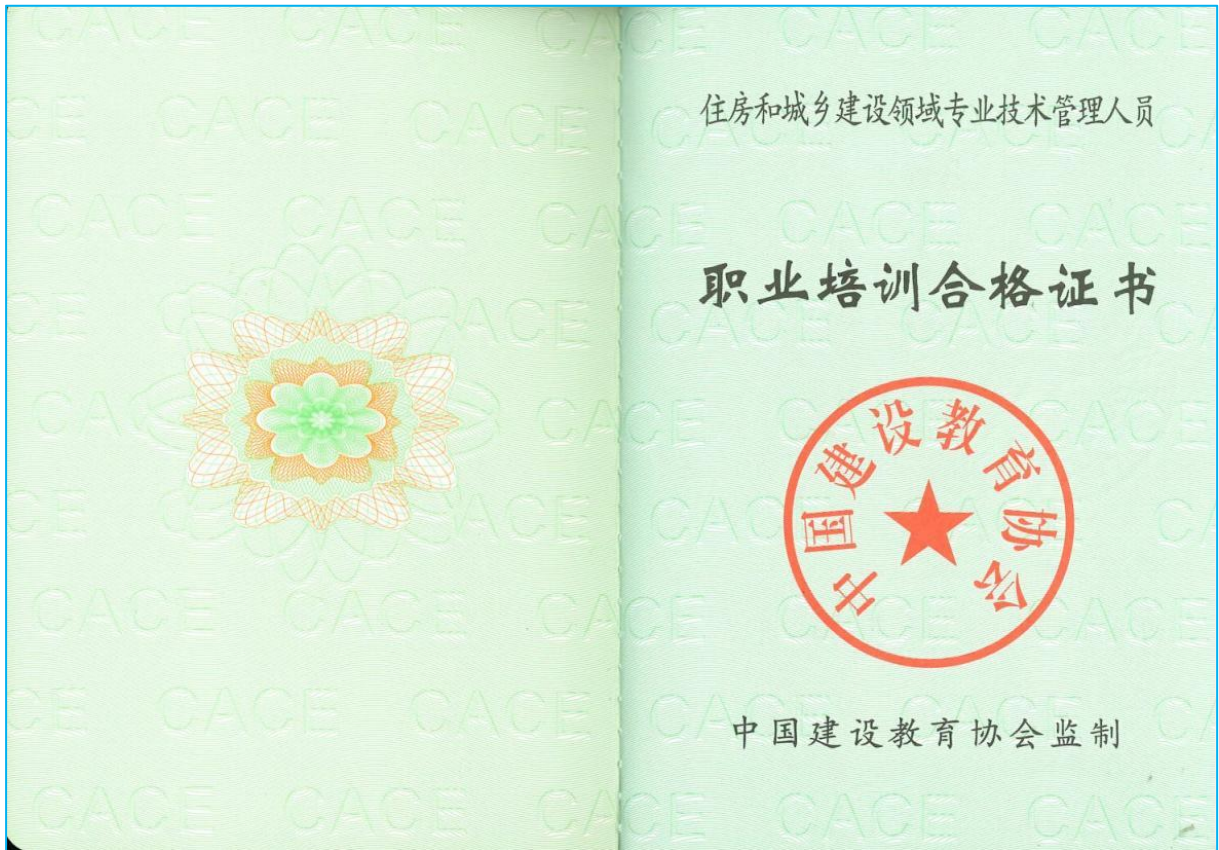 住房和城乡建设领域专业技术管理人员
职业培训合格证书
中国建设教育协会
中国建设教育协会监制
CACE